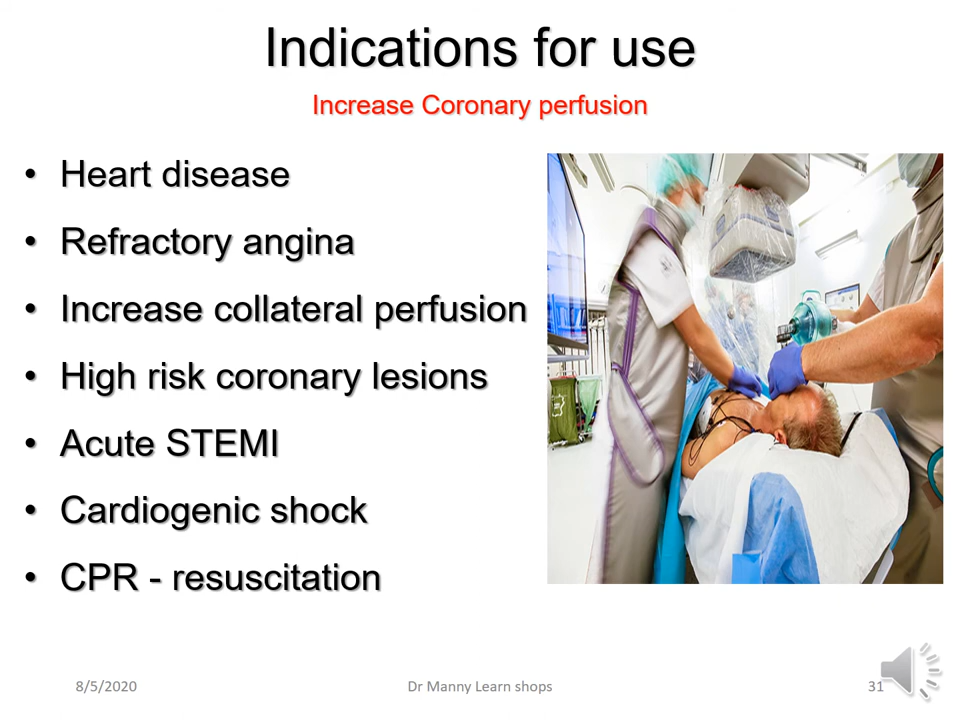 Indications for use
Increase Coronary perfusion
• Heart disease
• Refractory angina
• Increase collateral perfusion
• High risk coronary lesions
• Acute STEMI
• Cardiogenic shock
• CPR - resuscitation
8/5/2020
Dr Manny Learn shops
31